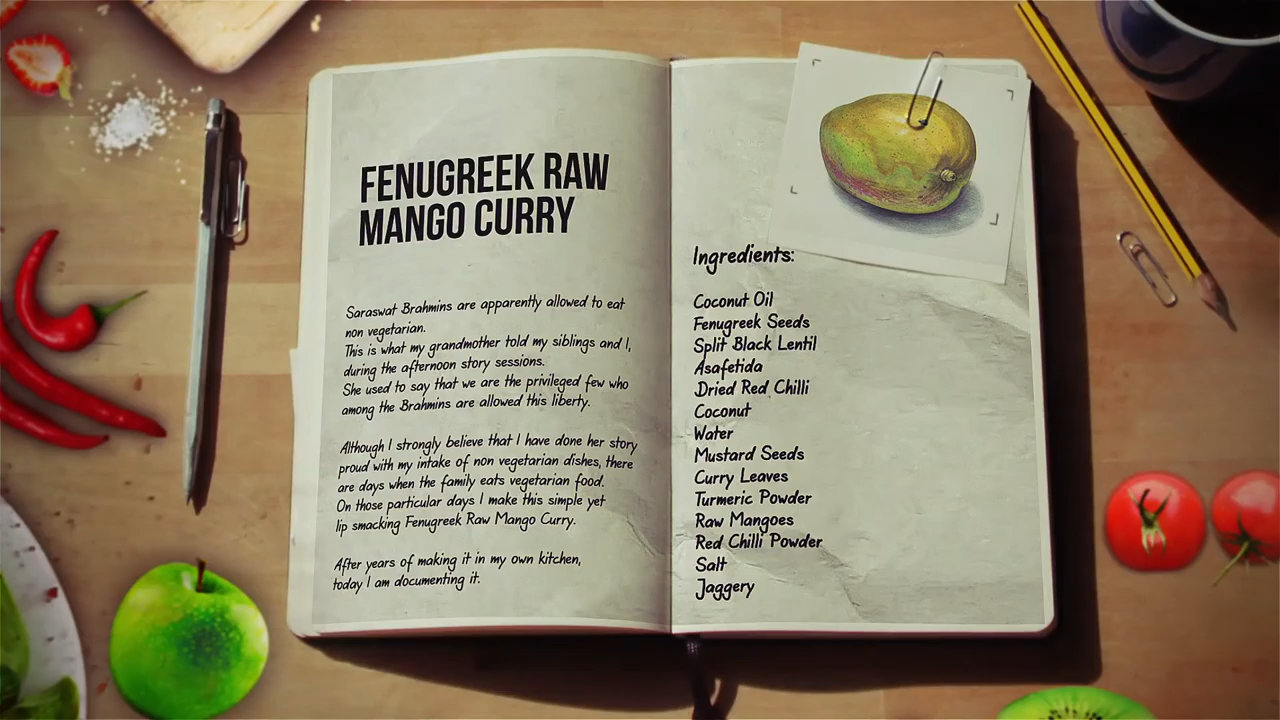 FENUGREEK RAW
MANGO CURRY
Saraswat Brahmins are apparently allowed to eat
non vegetarian.
This is what my grandmother told my siblings and I,
during the afternoon story sessions.
She used to say that we are the privileged few who
among the Brahmins are allowed this liberty.
Although I strongly believe that I have done her story
proud with my intake of non vegetarian dishes, there
are days when the family eats vegetarian food.
On those particular days I make this simple yet
lip smacking Fenugreek Raw Mango Curry.
After years of making it in my own kitchen,
today I am documenting it.
Ingredients:
Coconut Oil
Fenugreek Seeds
Split Black Lentil
Asafetida
Dried Red Chilli
Coconut
Water
Mustard Seeds
Curry Leaves
Turmeric Powder
Raw Mangoes
Red Chilli Powder
Salt
Jaggery